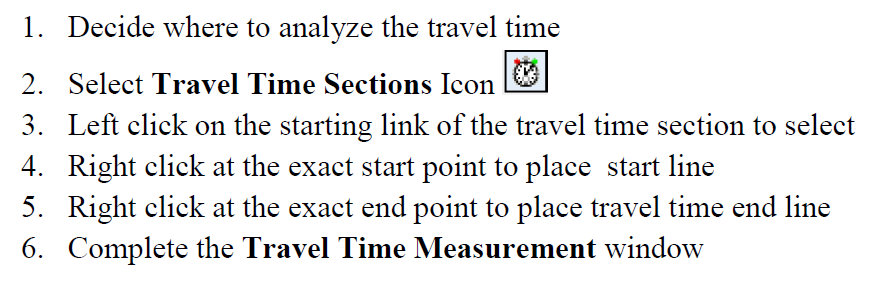 1. Decide where to analyze the travel time
2. Select Travel Time Sections Icon
3. Left click on the starting link of the travel time section to select
4. Right click at the exact start point to place  start line
5. Right click at the exact end point to place travel time end line
6. Complete the Travel Time Measurement window